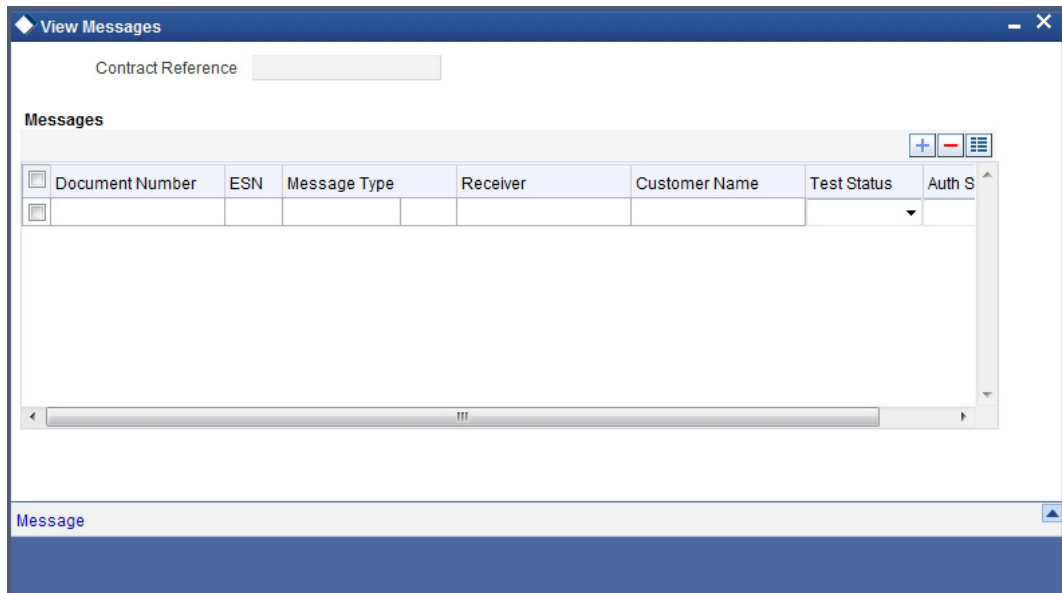 View Messages
Contract Reference
Messages
Document Number ESN Message Type Receiver Customer Name Test Status Auth S
Message